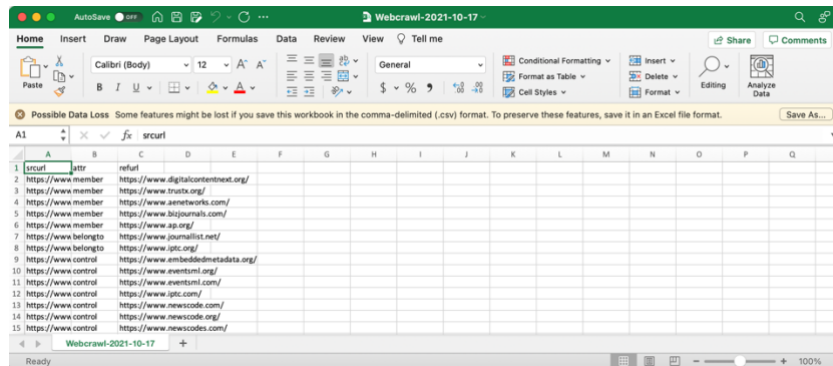 AutoSave OFF Webcrawl-2021-10-17
Home Insert Draw Page Layout Formulas Data Review View Tell me Share Comments
Paste Calibri (Body) 12 A A General Conditional Formatting Insert
B I U A $ % Format as Table Delete Editing Analyze Data
Cell Styles Format
Possible Data Loss Some features might be lost if you save this workbook in the comma-delimited (.csv) format. To preserve these features, save it in an Excel file format. Save As...
A1 fx srcurl
A B C D E F G H I J K L M N O P Q
1 srcurl attr refurl
2 https://www member https://www.digitalcontentnext.org/
3 https://www member https://www.trustx.org/
4 https://www member https://www.aenetworks.com/
5 https://www member https://www.bizjournals.com/
6 https://www member https://www.ap.org/
7 https://www belongto https://www.journallist.net/
8 https://www belongto https://www.iptc.org/
9 https://www control https://www.embeddedmetadata.org/
10 https://www control https://www.eventsml.org/
11 https://www control https://www.eventsml.com/
12 https://www control https://www.iptc.com/
13 https://www control https://www.newscode.com/
14 https://www control https://www.newscode.org/
15 https://www control https://www.newscodes.com/
Webcrawl-2021-10-17 +
Ready 100%